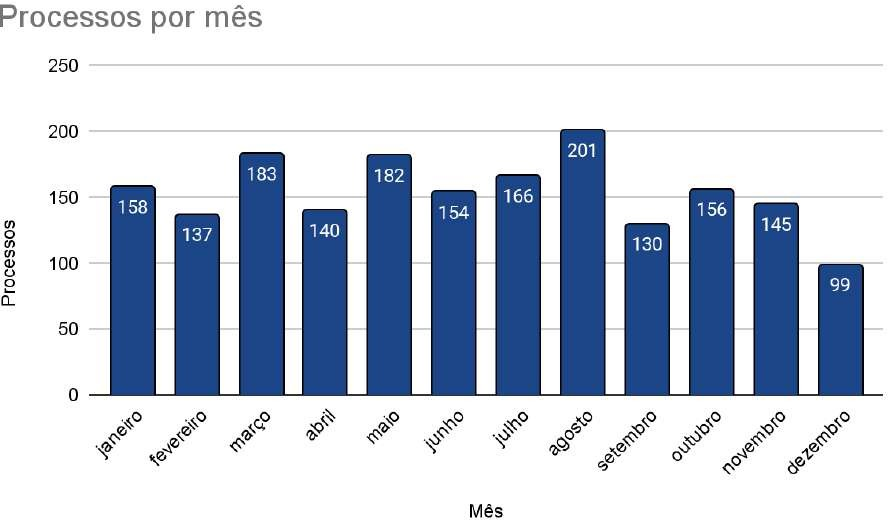 Processos por mês
250
200
150
100
50
0
Processos
158
137
183
140
182
154
166
201
130
156
145
99
janeiro
fevereiro
março
abril
maio
junho
julho
agosto
setembro
outubro
novembro
dezembro
Mês